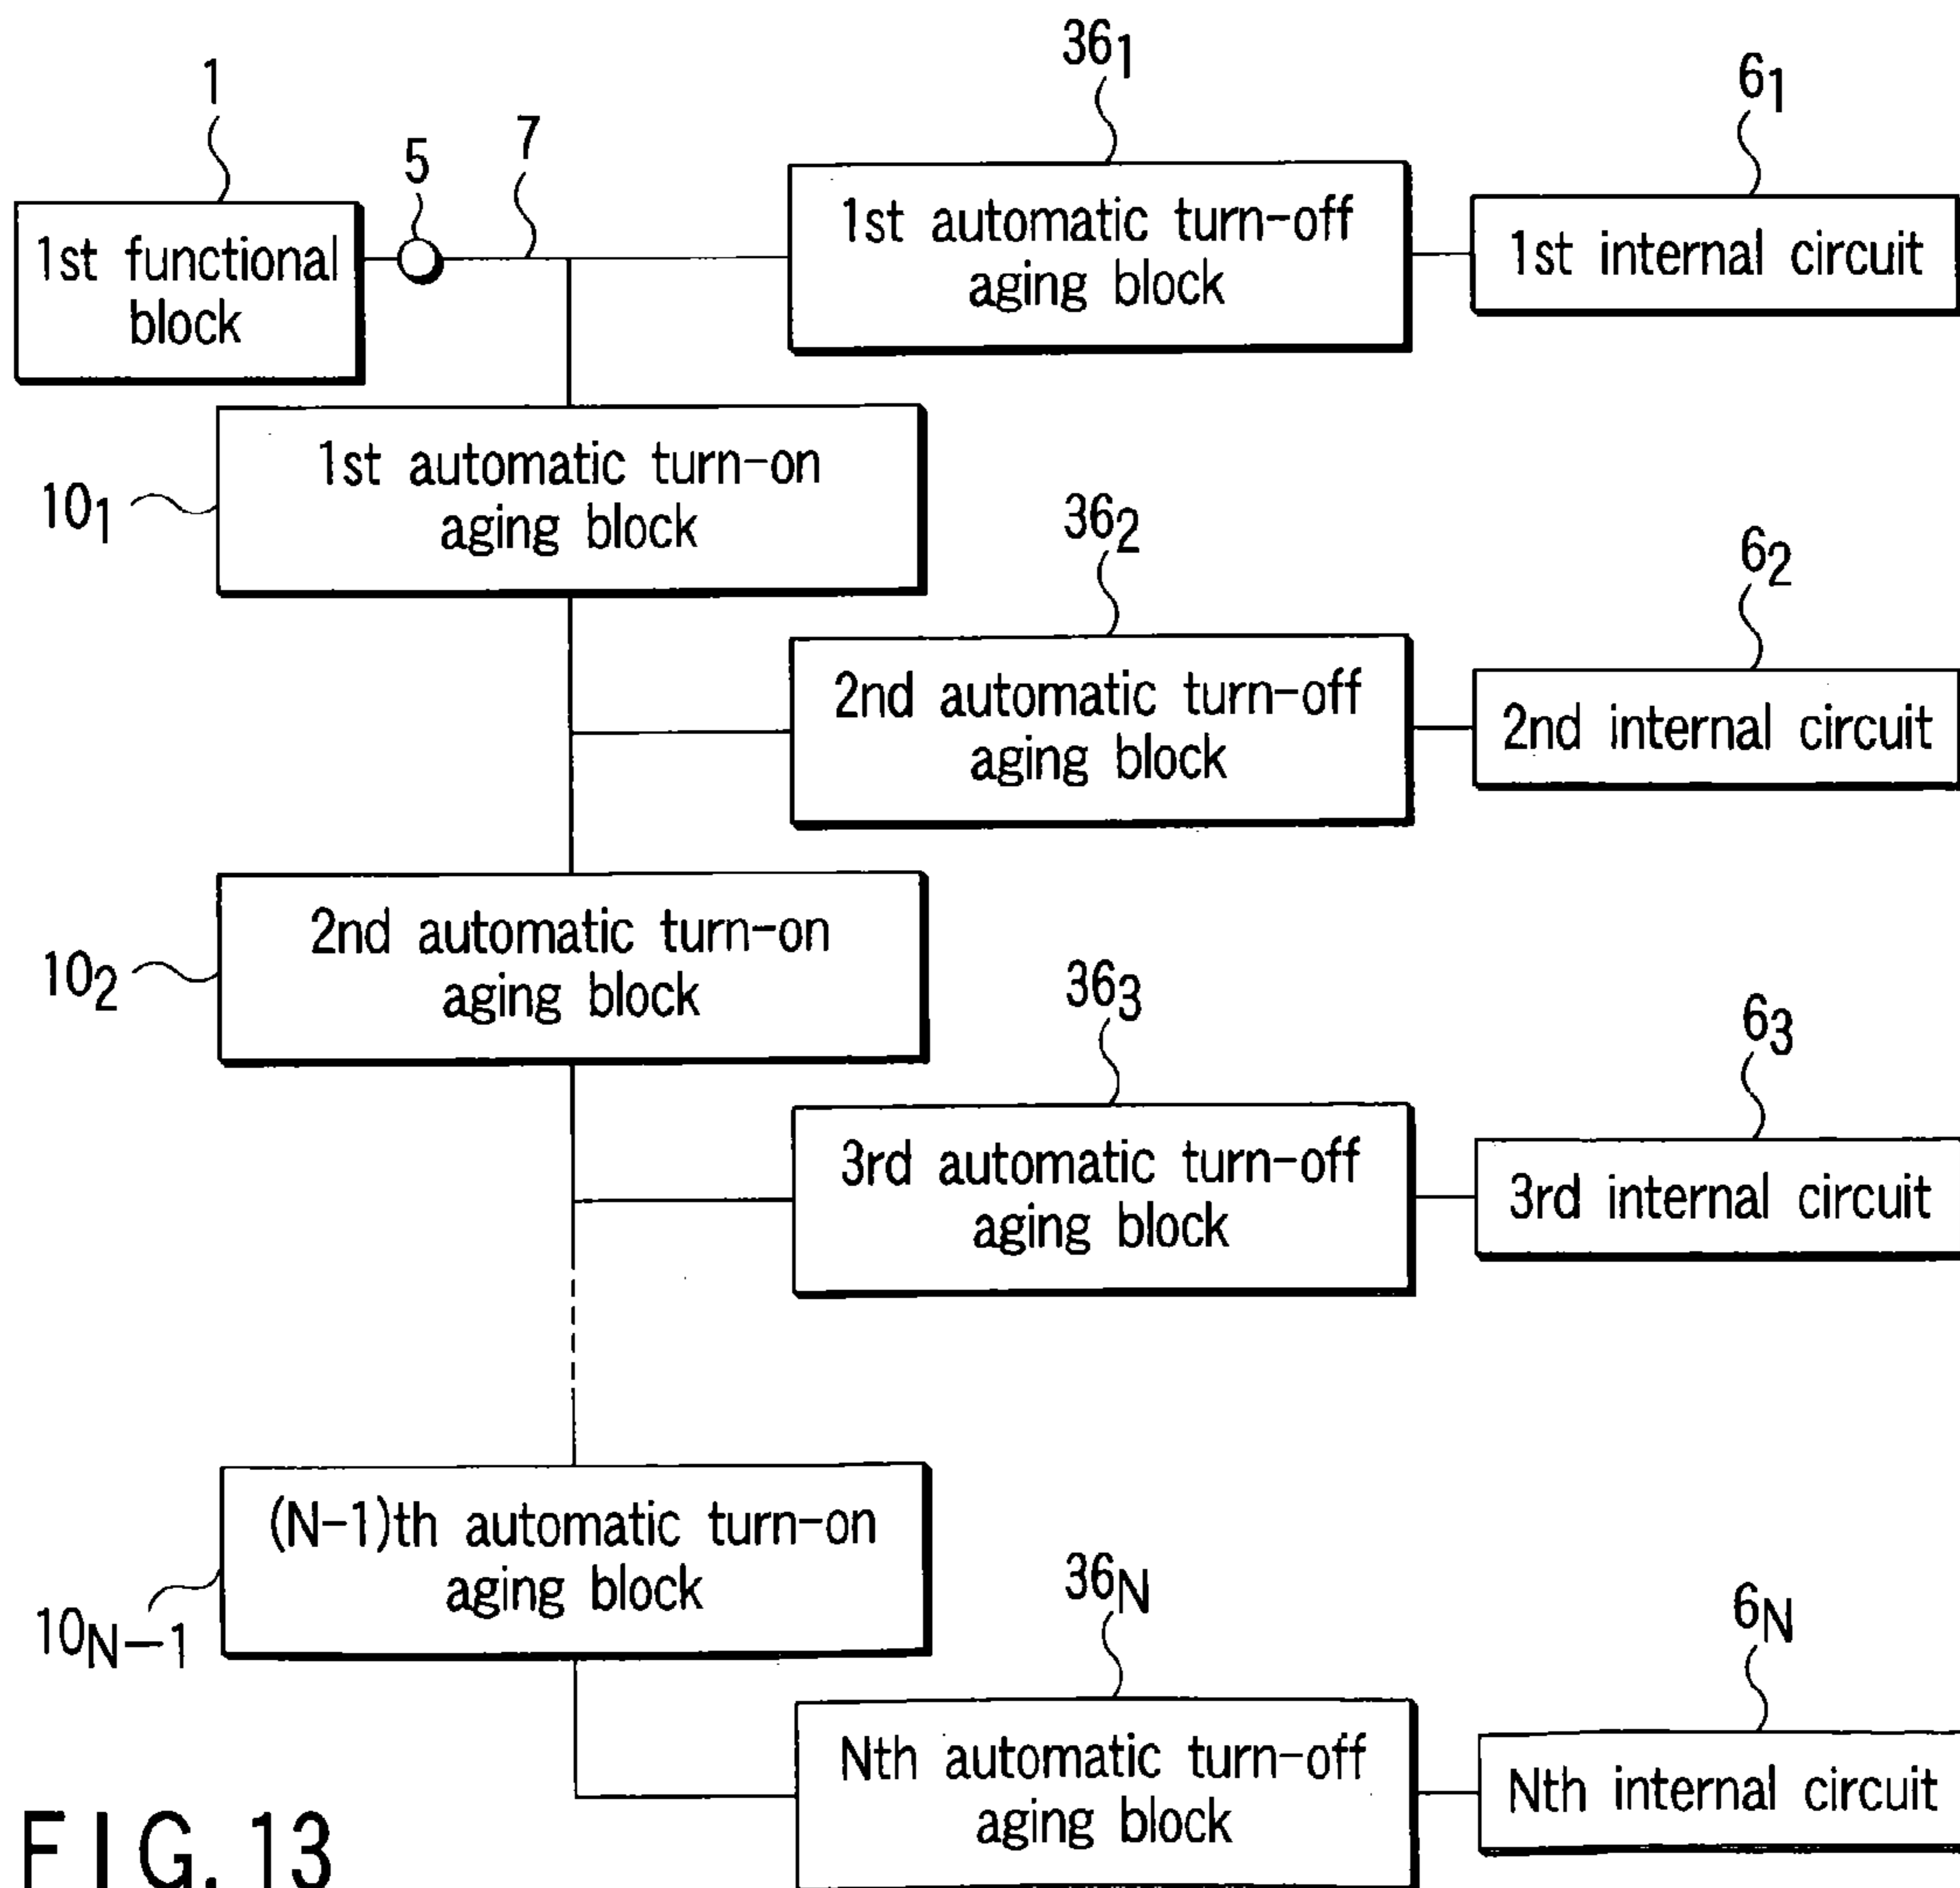 36₁
6₁
1
5
7
1st functional
block
1st automatic turn-off
aging block
1st internal circuit
1st automatic turn-on
aging block
10₁
36₂
6₂
2nd automatic turn-off
aging block
2nd internal circuit
2nd automatic turn-on
aging block
10₂
36₃
6₃
3rd automatic turn-off
aging block
3rd internal circuit
(N-1)th automatic turn-on
aging block
10N-1
36N
6N
Nth automatic turn-off
aging block
Nth internal circuit
FIG. 13